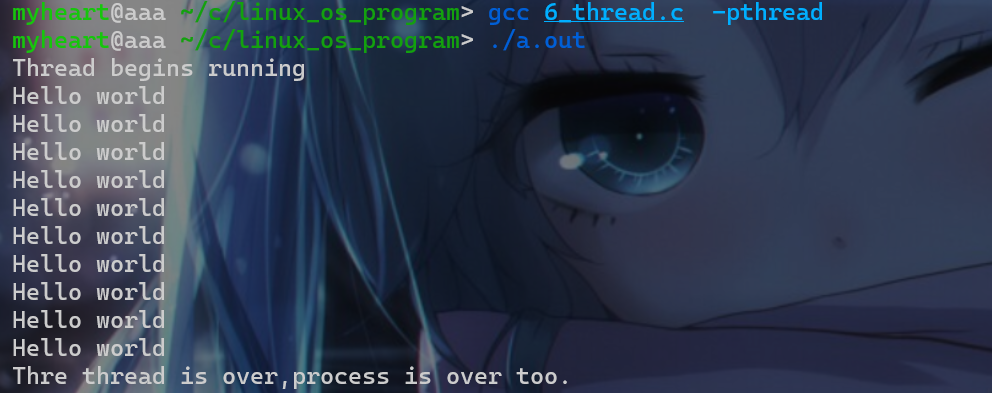 myheart@aaa ~/c/linux_os_program> gcc 6_thread.c  -pthread
myheart@aaa ~/c/linux_os_program> ./a.out
Thread begins running
Hello world
Hello world
Hello world
Hello world
Hello world
Hello world
Hello world
Hello world
Hello world
Hello world
Thre thread is over,process is over too.